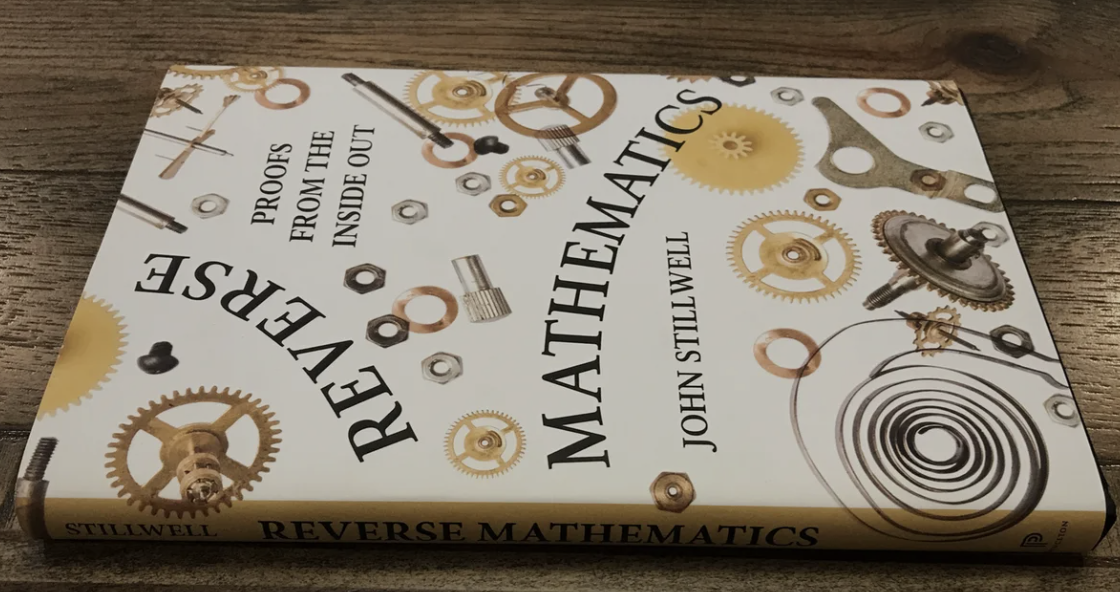 REVERSE
MATHEMATICS
PROOFS
FROM THE
INSIDE OUT
JOHN STILLWELL
STILLWELL
REVERSE MATHEMATICS